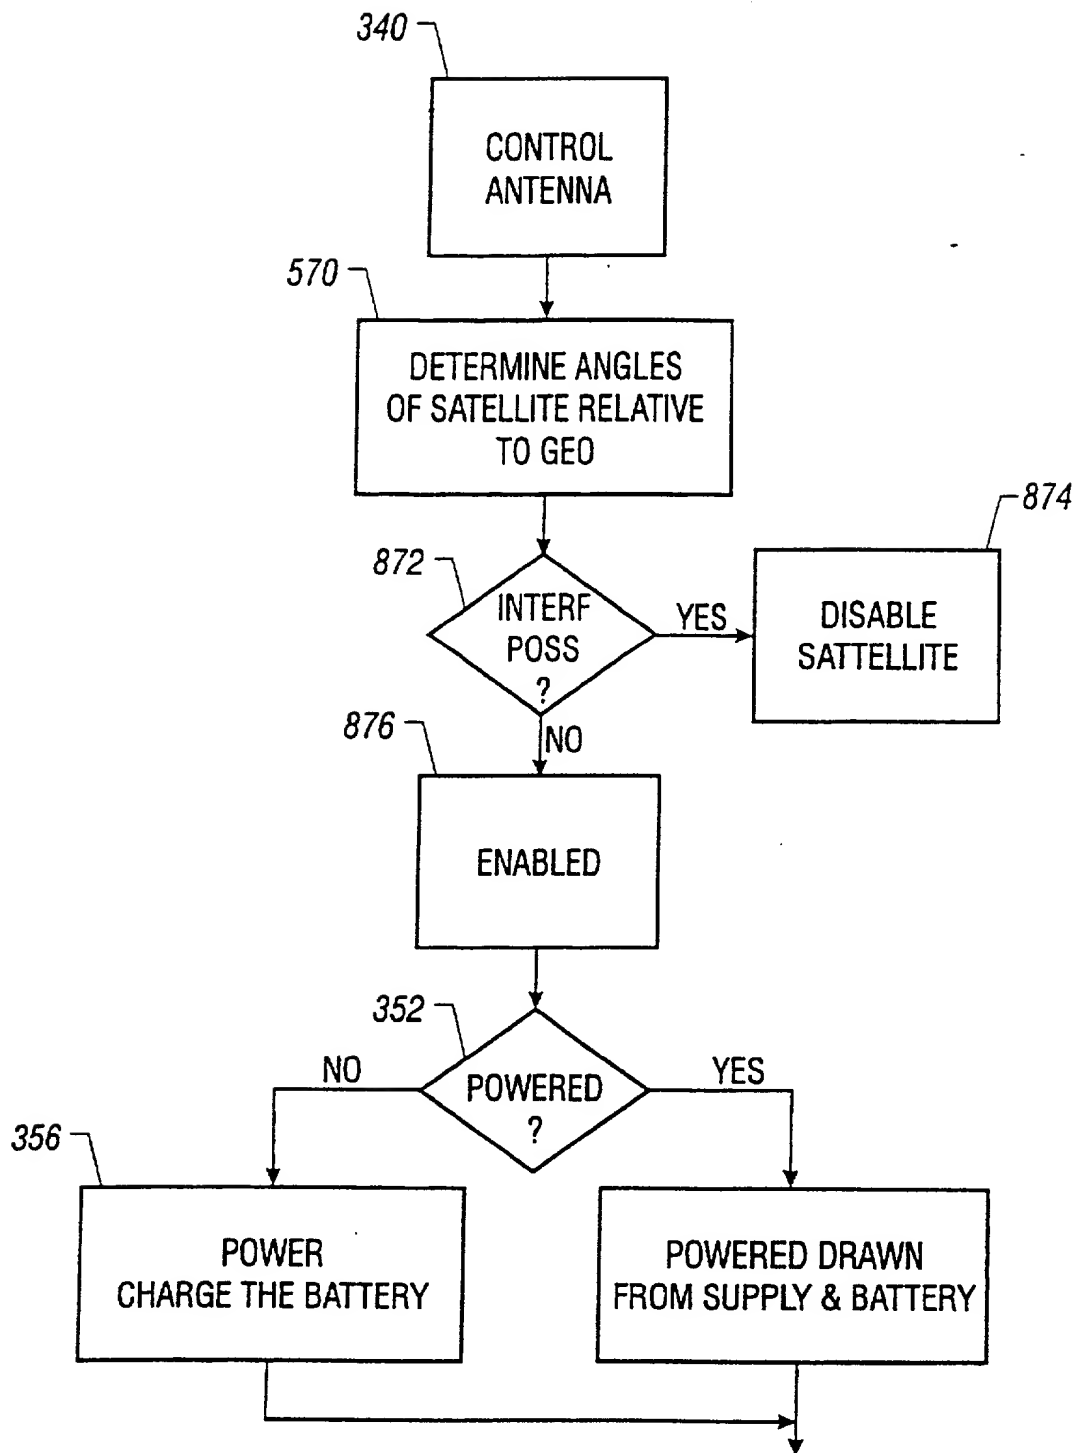 340
CONTROL
ANTENNA
570
DETERMINE ANGLES
OF SATELLITE RELATIVE
TO GEO
872
INTERF
POSS
?
YES
874
DISABLE
SATTELLITE
NO
876
ENABLED
352
POWERED
?
NO
YES
356
POWER
CHARGE THE BATTERY
POWERED DRAWN
FROM SUPPLY & BATTERY